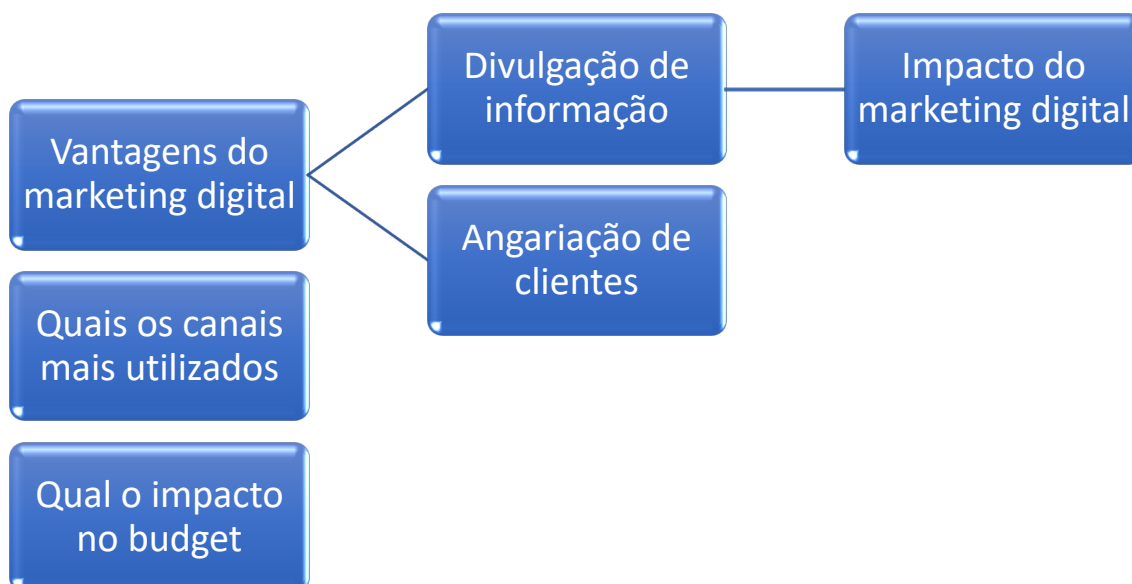 Vantagens do
marketing digital
Divulgação de
informação
Impacto do
marketing digital
Angariação de
clientes
Quais os canais
mais utilizados
Qual o impacto
no budget